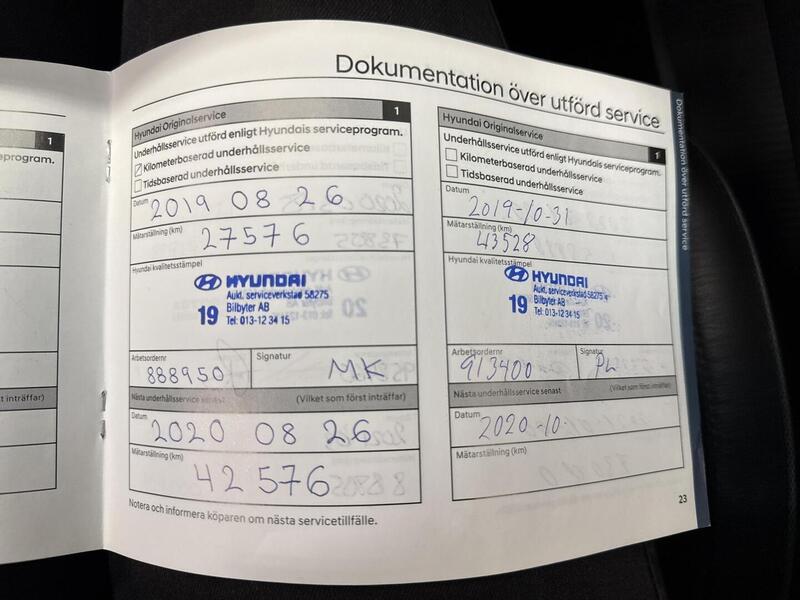 Dokumentation över utförd service
1
eprogram.
n inträffar)
Hyundai Originalservice 1
Underhållsservice utförd enligt Hyundais serviceprogram.
Kilometerbaserad underhållsservice
Tidsbaserad underhållsservice
Datum 2019 08 26
Mätarställning (km) 27576
Hyundai kvalitetsstämpel
HYUNDAI
Aukt. serviceverkstad 58275
19 Bilbyter AB
Tel: 013-12 34 15
Arbetsordernr 888950
Signatur MK
Nästa underhållsservice senast (Vilket som först inträffar)
Datum 2020 08 26
Mätarställning (km) 42576
Notera och informera köparen om nästa servicetillfälle.
Hyundai Originalservice 1
Underhållsservice utförd enligt Hyundais serviceprogram.
Kilometerbaserad underhållsservice
Tidsbaserad underhållsservice
Datum 2019-10-31
Mätarställning (km) 43528
Hyundai kvalitetsstämpel
HYUNDAI
Aukt. serviceverkstad 58275
19 Bilbyter AB
Tel: 013-12 34 15
Arbetsordernr 913400
Signatur PL
Nästa underhållsservice senast (Vilket som först inträffar)
Datum 2020-10-
Mätarställning (km)
23
Dokumentation över utförd service